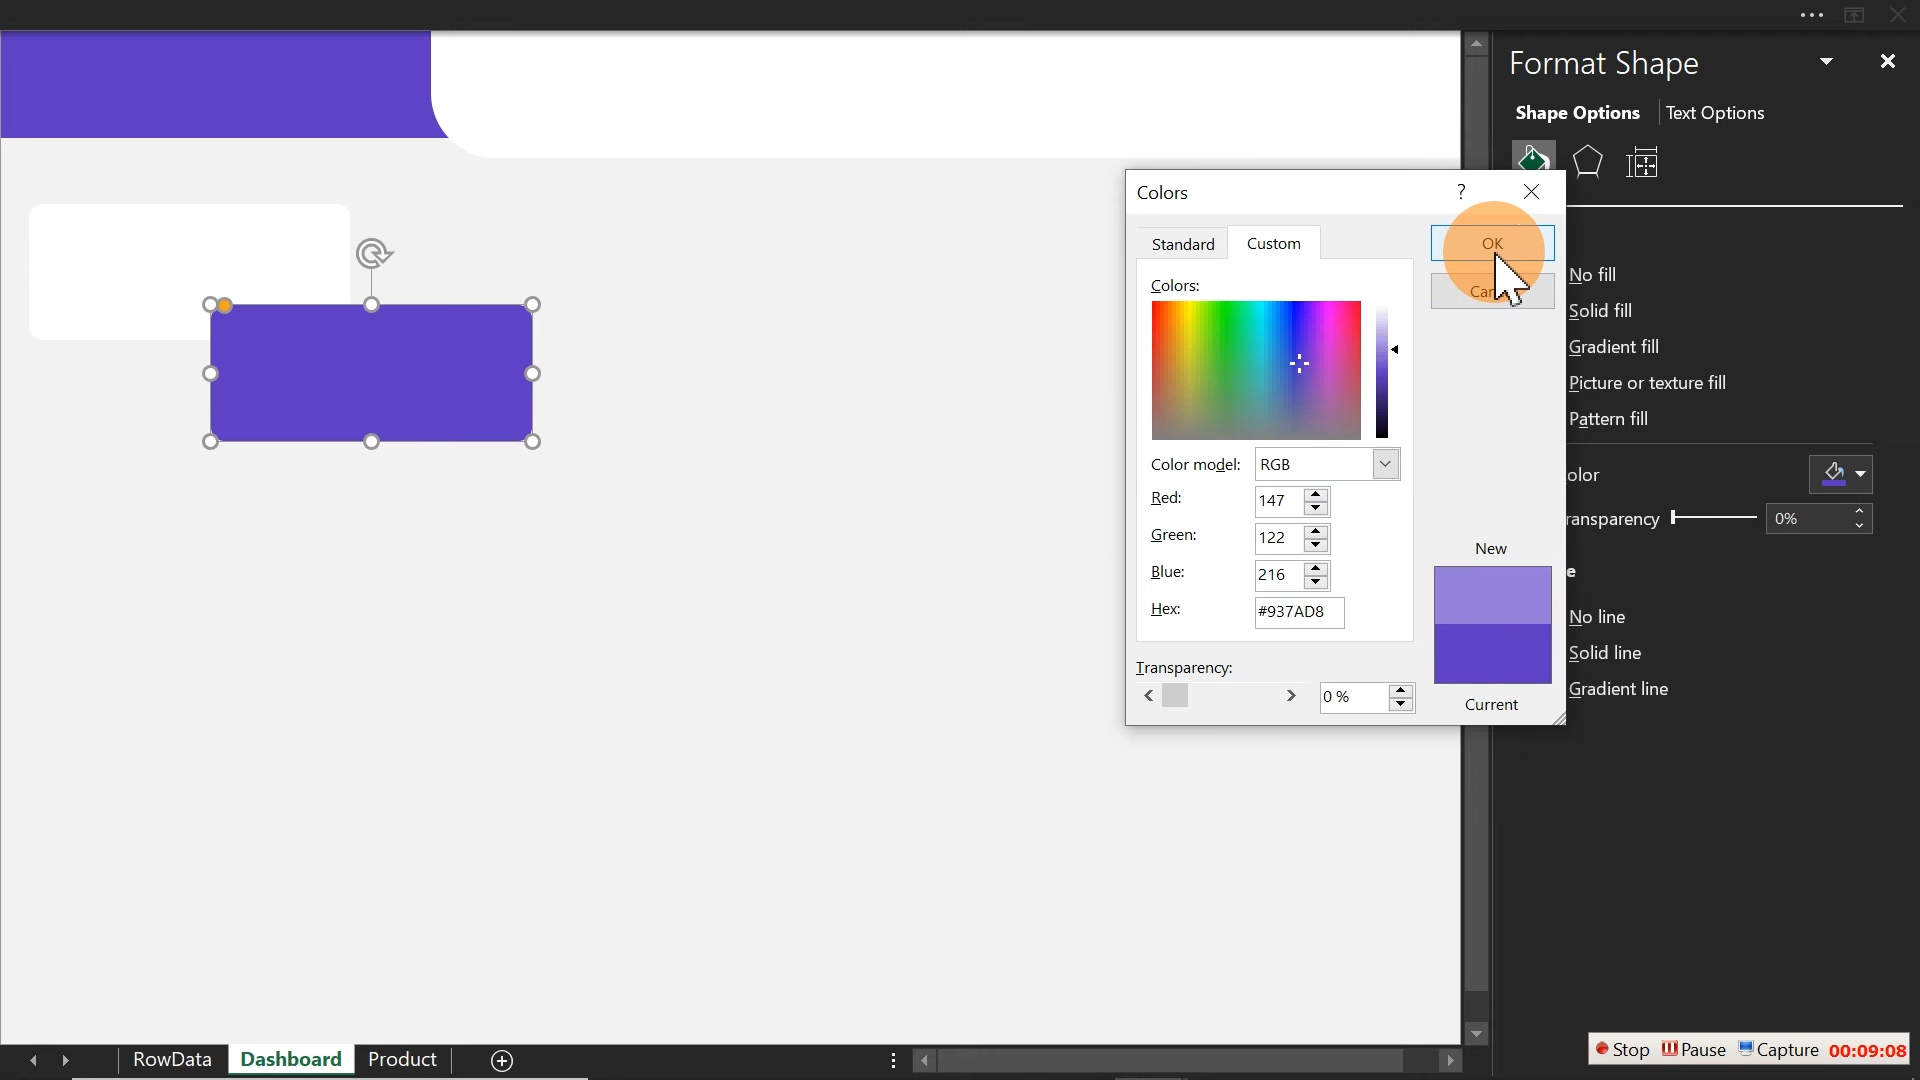 Format Shape
Shape Options
Text Options
Colors
?
Standard
Custom
OK
Colors:
No fill
Solid fill
Gradient fill
Picture or texture fill
Pattern fill
Color model:
RGB
olor
Red:
147
Green:
122
ransparency
0%
New
Blue:
216
e
Hex:
#937AD8
No line
Solid line
Transparency:
0 %
Gradient line
Current
RowData
Dashboard
Product
Stop
Pause
Capture
00:09:08